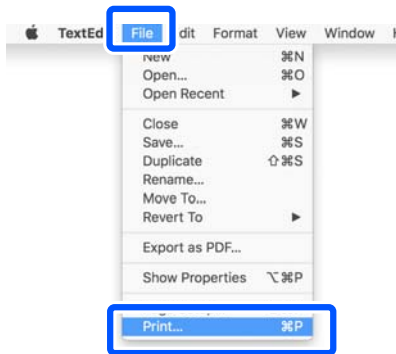 TextEd File dit Format View Window
New ⌘N
Open... ⌘O
Open Recent ▶
Close ⌘W
Save... ⌘S
Duplicate ⇧⌘S
Rename...
Move To...
Revert To ▶
Export as PDF...
Show Properties ⌥⌘P
Print... ⌘P